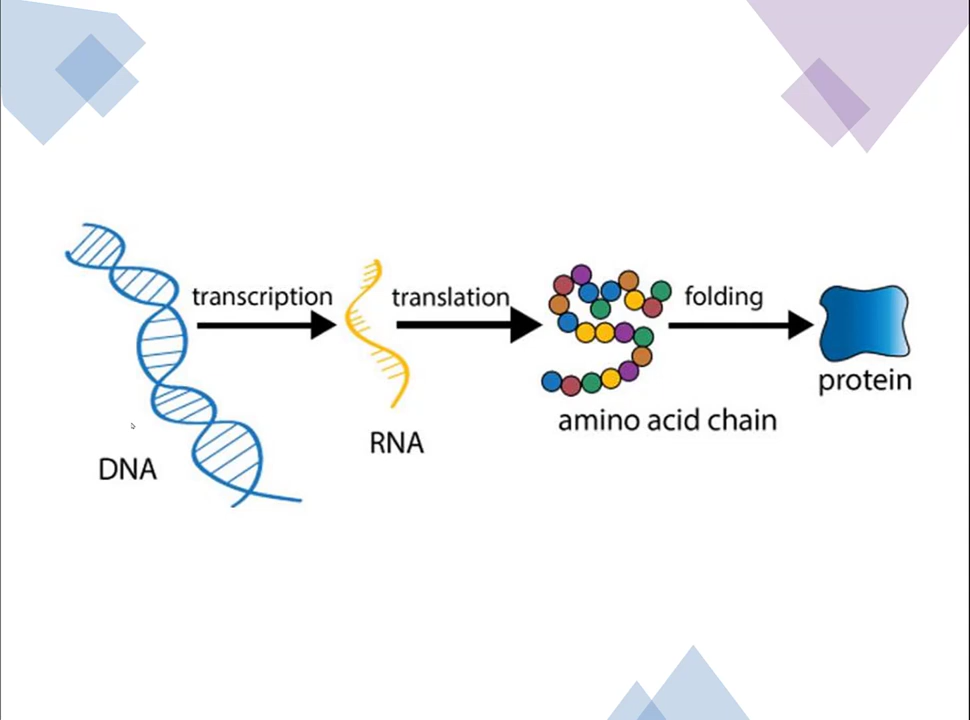 transcription
translation
folding
DNA
RNA
amino acid chain
protein